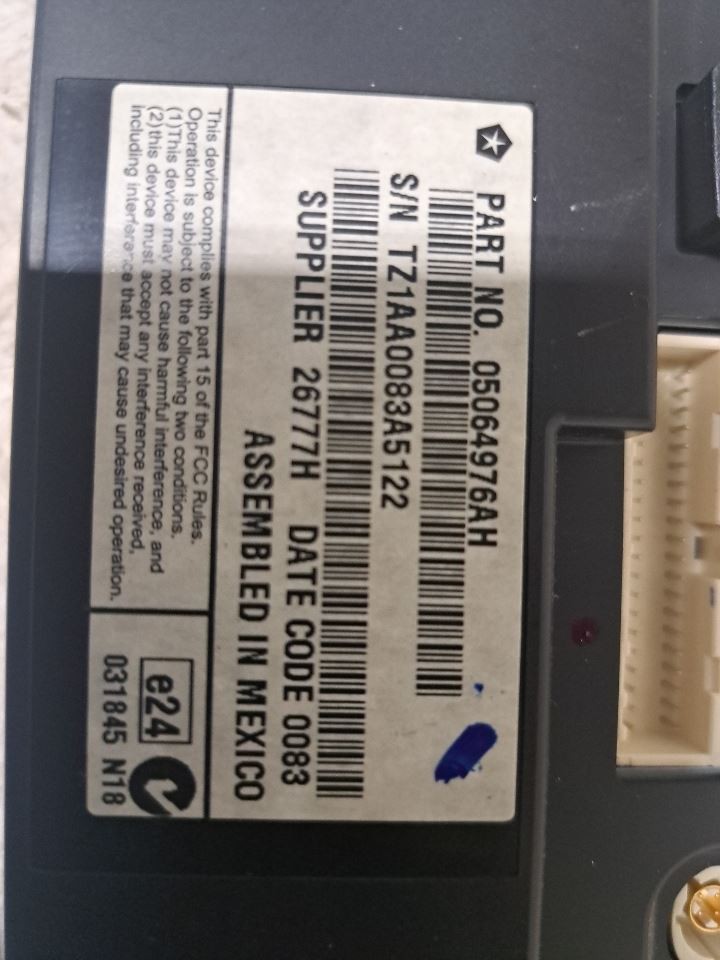 PART NO. 05064976AH
S/N TZ1AA0083A5122
SUPPLIER 26777H DATE CODE 0083
ASSEMBLED IN MEXICO
This device complies with part 15 of the FCC Rules.
Operation is subject to the following two conditions.
(1)This device may not cause harmful interference, and
(2)this device must accept any interference received,
including interference that may cause undesired operation.
e24
031845 N18